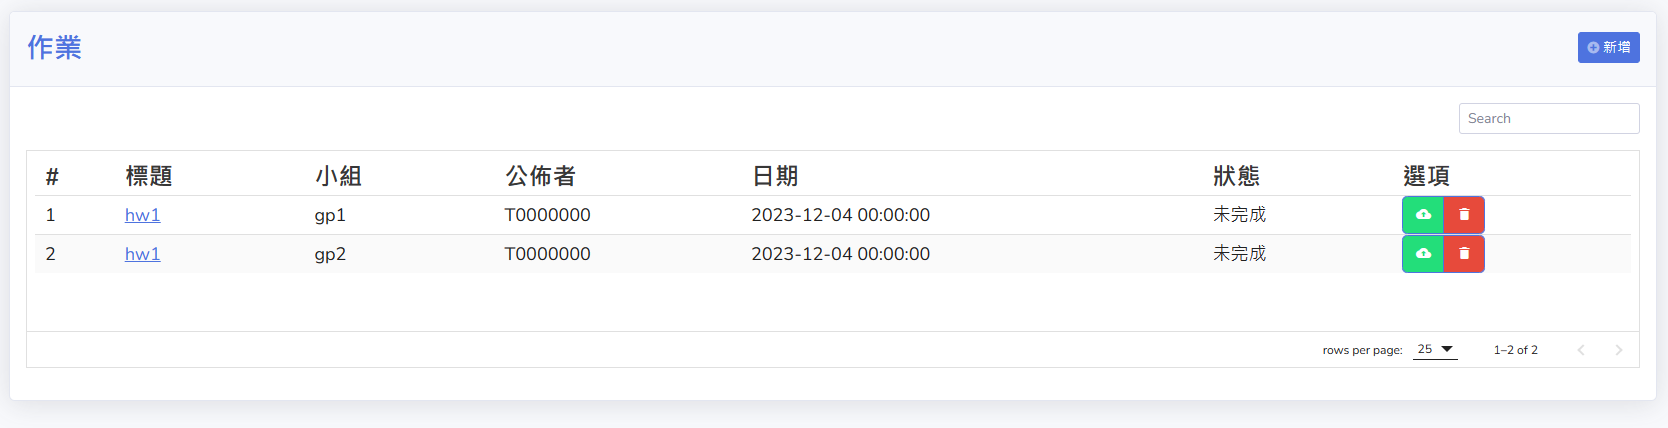 作業
新增
Search
# 標題 小組 公佈者 日期 狀態 選項
1 hw1 gp1 T0000000 2023-12-04 00:00:00 未完成
2 hw1 gp2 T0000000 2023-12-04 00:00:00 未完成
rows per page: 25 1–2 of 2